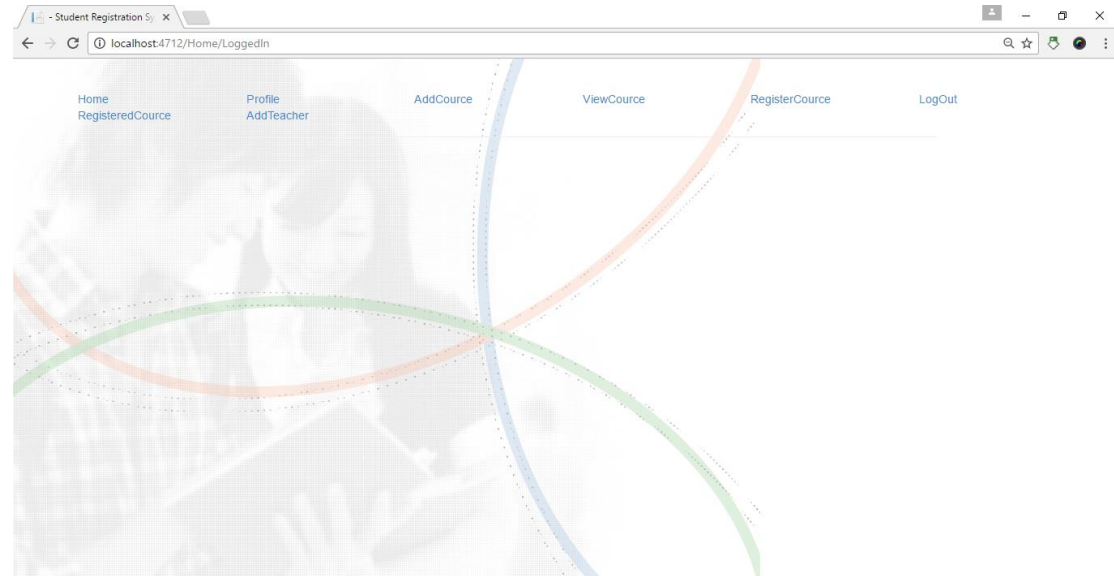 - Student Registration Sy
localhost:4712/Home/LoggedIn
Home Profile AddCource ViewCource RegisterCource LogOut
RegisteredCource AddTeacher